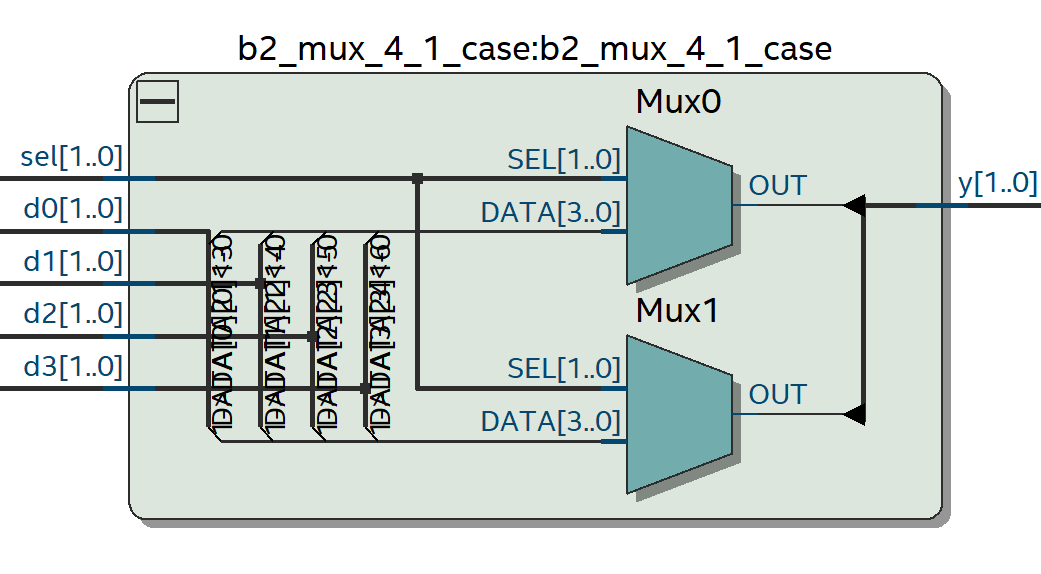 b2_mux_4_1_case:b2_mux_4_1_case
Mux0
sel[1..0]
SEL[1..0]
OUT
y[1..0]
d0[1..0]
DATA[3..0]
d1[1..0]
d2[1..0]
Mux1
d3[1..0]
SEL[1..0]
OUT
DATA[3..0]